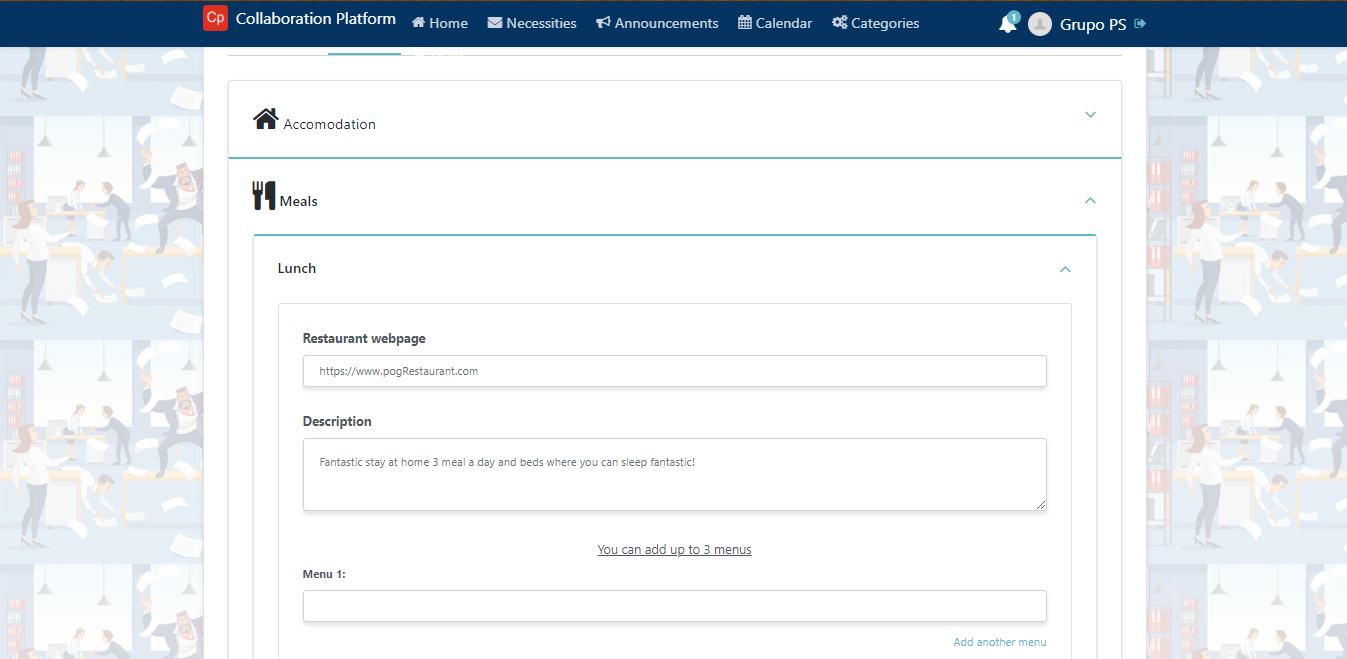 Cp Collaboration Platform Home Necessities Announcements Calendar Categories 1 Grupo PS
Accomodation
Meals
Lunch
Restaurant webpage
https://www.pogRestaurant.com
Description
Fantastic stay at home 3 meal a day and beds where you can sleep fantastic!
You can add up to 3 menus
Menu 1:
Add another menu